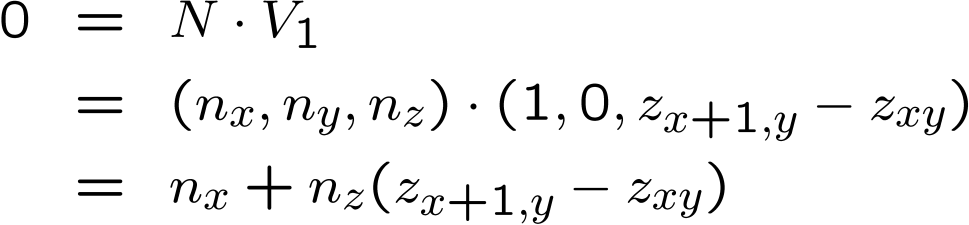 0 = N · V₁
= (nₓ, n_y, n_z) · (1, 0, z_{x+1,y} − z_{xy})
= nₓ + n_z(z_{x+1,y} − z_{xy})